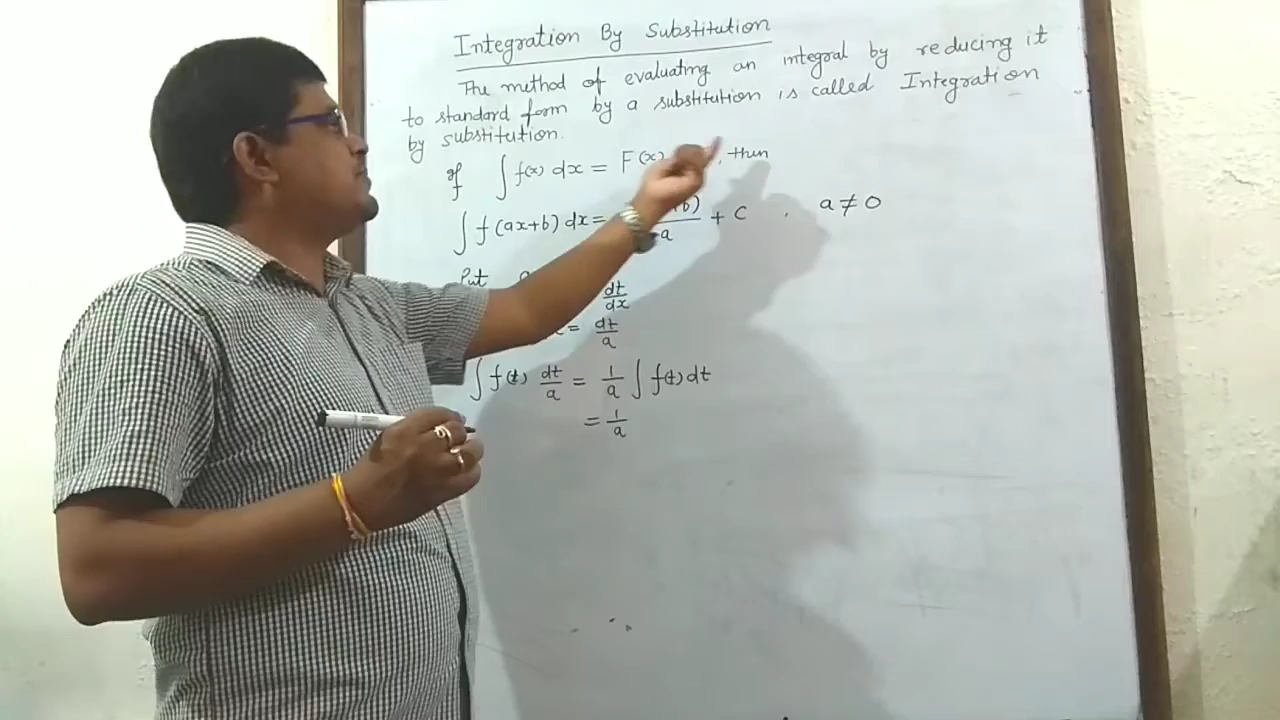 Integration By Substitution
The method of evaluating an integral by reducing it
to standard form by a substitution is called Integration
by substitution.
If ∫ f(x) dx = F(x) , then
∫ f(ax+b) dx = +b) / a + c , a ≠ 0
Put dt/dx
= dt/a
∫ f(t) dt/a = 1/a ∫ f(t) dt
= 1/a